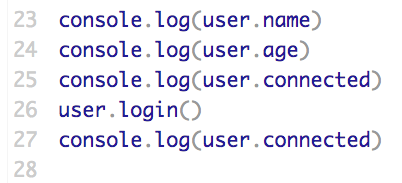 23 console.log(user.name)
24 console.log(user.age)
25 console.log(user.connected)
26 user.login()
27 console.log(user.connected)
28